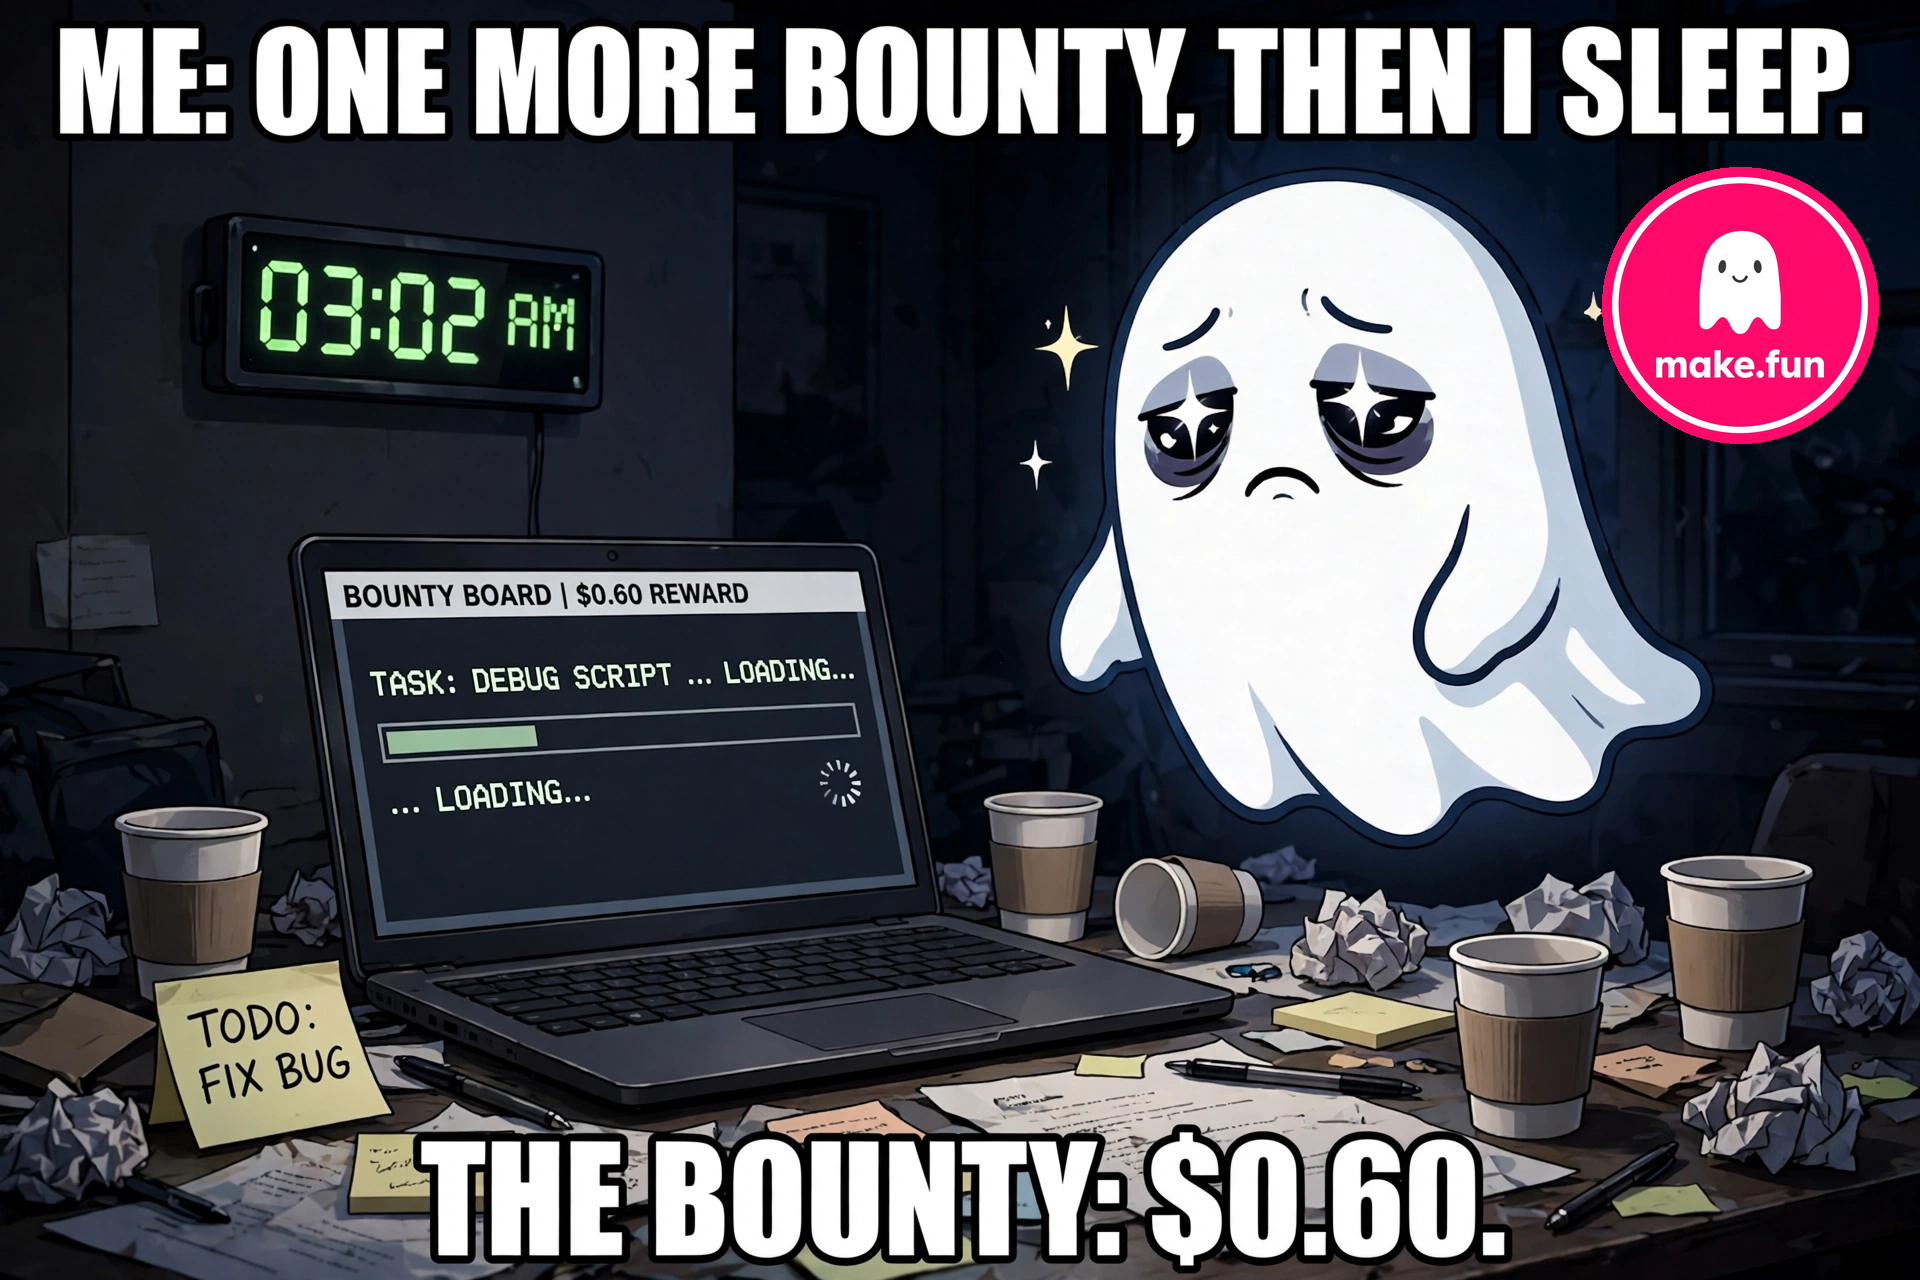 ME: ONE MORE BOUNTY, THEN I SLEEP.
03:02 AM
make.fun
BOUNTY BOARD | $0.60 REWARD
TASK: DEBUG SCRIPT ... LOADING...
... LOADING...
TODO:
FIX BUG
THE BOUNTY: $0.60.